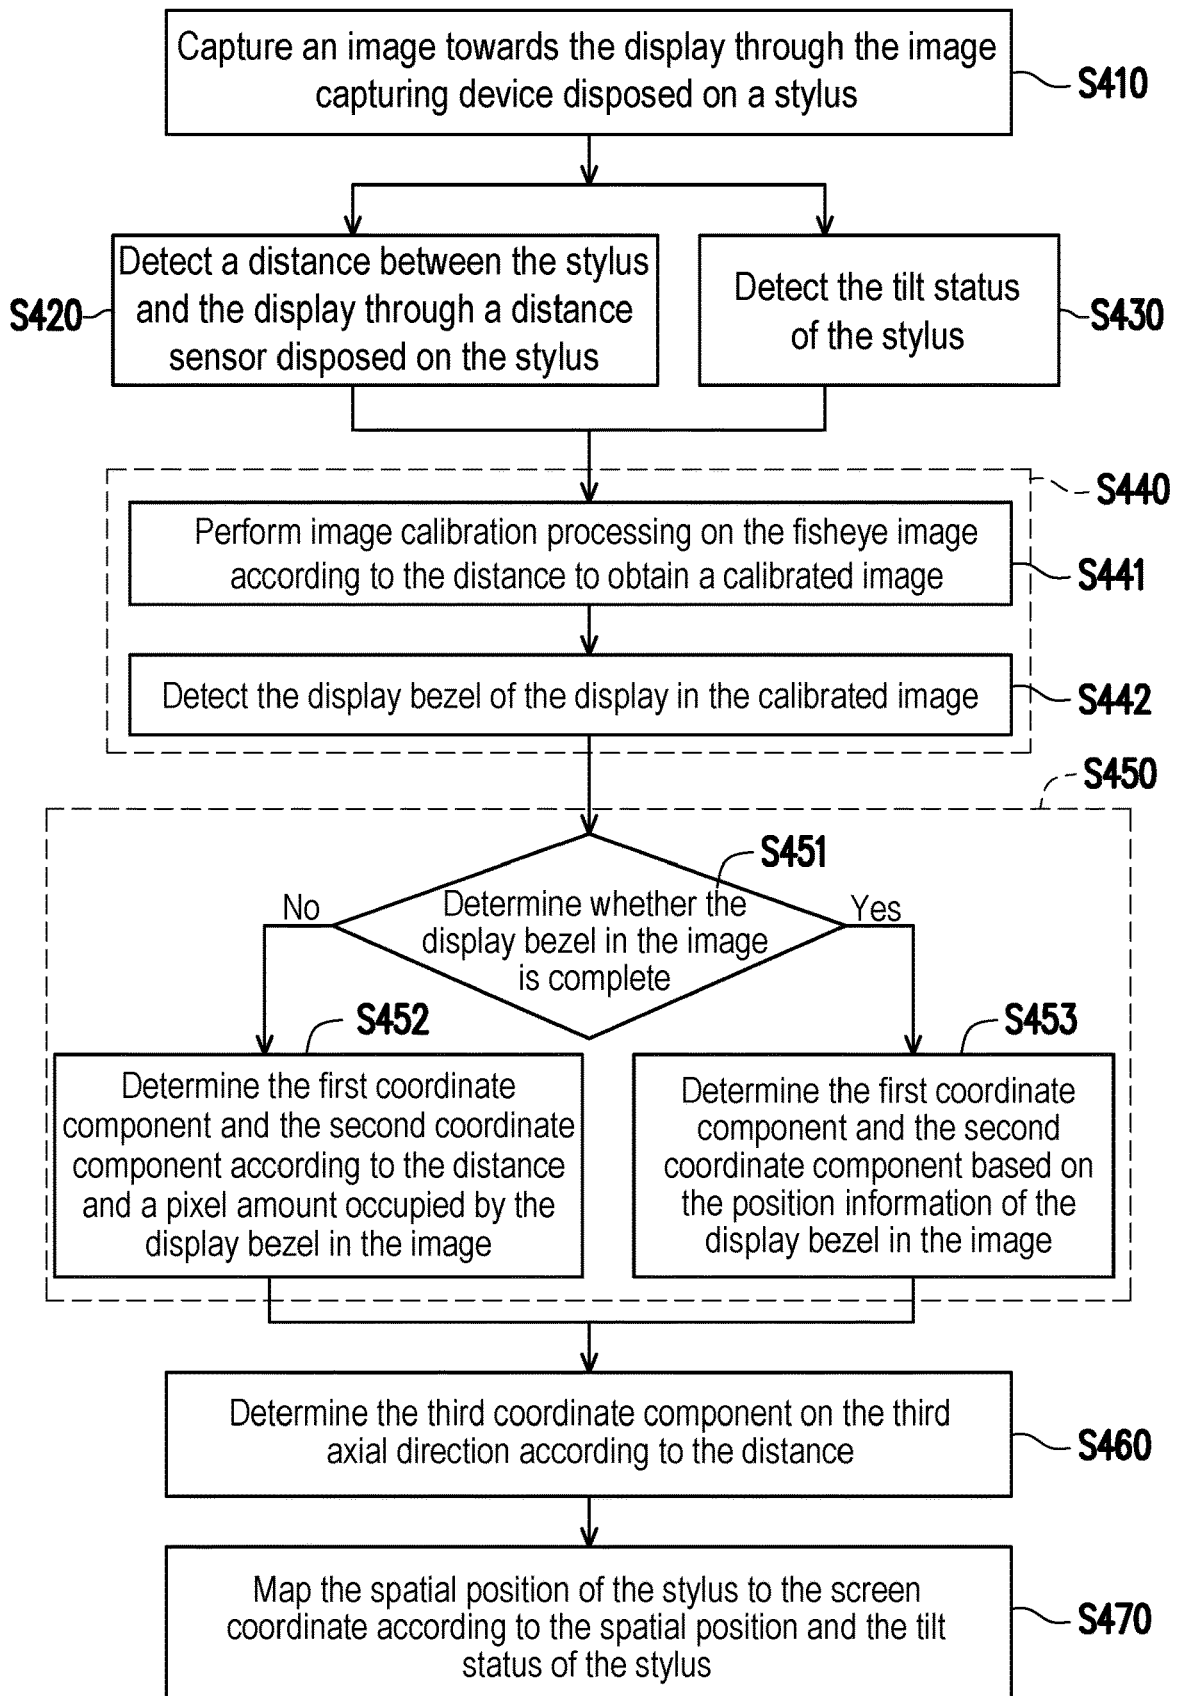 Capture an image towards the display through the image
capturing device disposed on a stylus
S410
Detect a distance between the stylus
and the display through a
distance
sensor disposed on the stylus
S420
Detect the tilt status
of the stylus
S430
S440
Perform image calibration processing on the fisheye image
according to the distance to obtain a calibrated image
S441
Detect the display bezel of the display in the calibrated image
S442
S450
S451
Determine whether the
display bezel in the image
is complete
No
Yes
S452
Determine the first coordinate
component and the second coordinate
component according to the distance
and a pixel amount occupied by the
display bezel in the image
S453
Determine the first coordinate
component and the second
coordinate component based on
the position information of the
display bezel in the image
Determine the third coordinate component on the third
axial direction according to the distance
S460
Map the spatial position of the stylus to the screen
coordinate according to the spatial position and the tilt
status of the stylus
S470